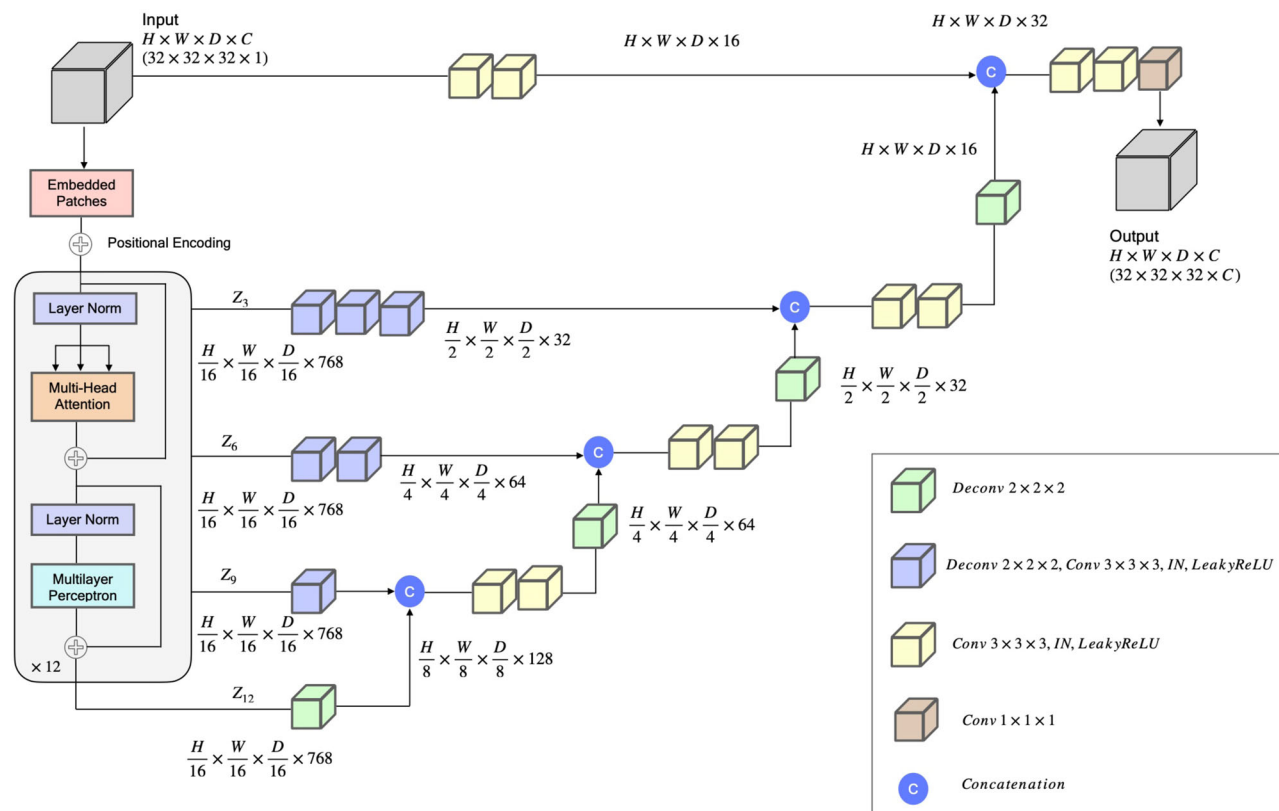 Input
H × W × D × C
(32 × 32 × 32 × 1)
H × W × D × 16
H × W × D × 32
C
H × W × D × 16
Embedded
Patches
Positional Encoding
Output
H × W × D × C
(32 × 32 × 32 × C)
Layer Norm
Multi-Head
Attention
Layer Norm
Multilayer
Perceptron
× 12
Z_3
H/16 × W/16 × D/16 × 768
H/2 × W/2 × D/2 × 32
C
H/2 × W/2 × D/2 × 32
Z_6
H/16 × W/16 × D/16 × 768
H/4 × W/4 × D/4 × 64
C
H/4 × W/4 × D/4 × 64
Z_9
H/16 × W/16 × D/16 × 768
C
H/8 × W/8 × D/8 × 128
Z_12
H/16 × W/16 × D/16 × 768
Deconv 2 × 2 × 2
Deconv 2 × 2 × 2, Conv 3 × 3 × 3, IN, LeakyReLU
Conv 3 × 3 × 3, IN, LeakyReLU
Conv 1 × 1 × 1
C Concatenation